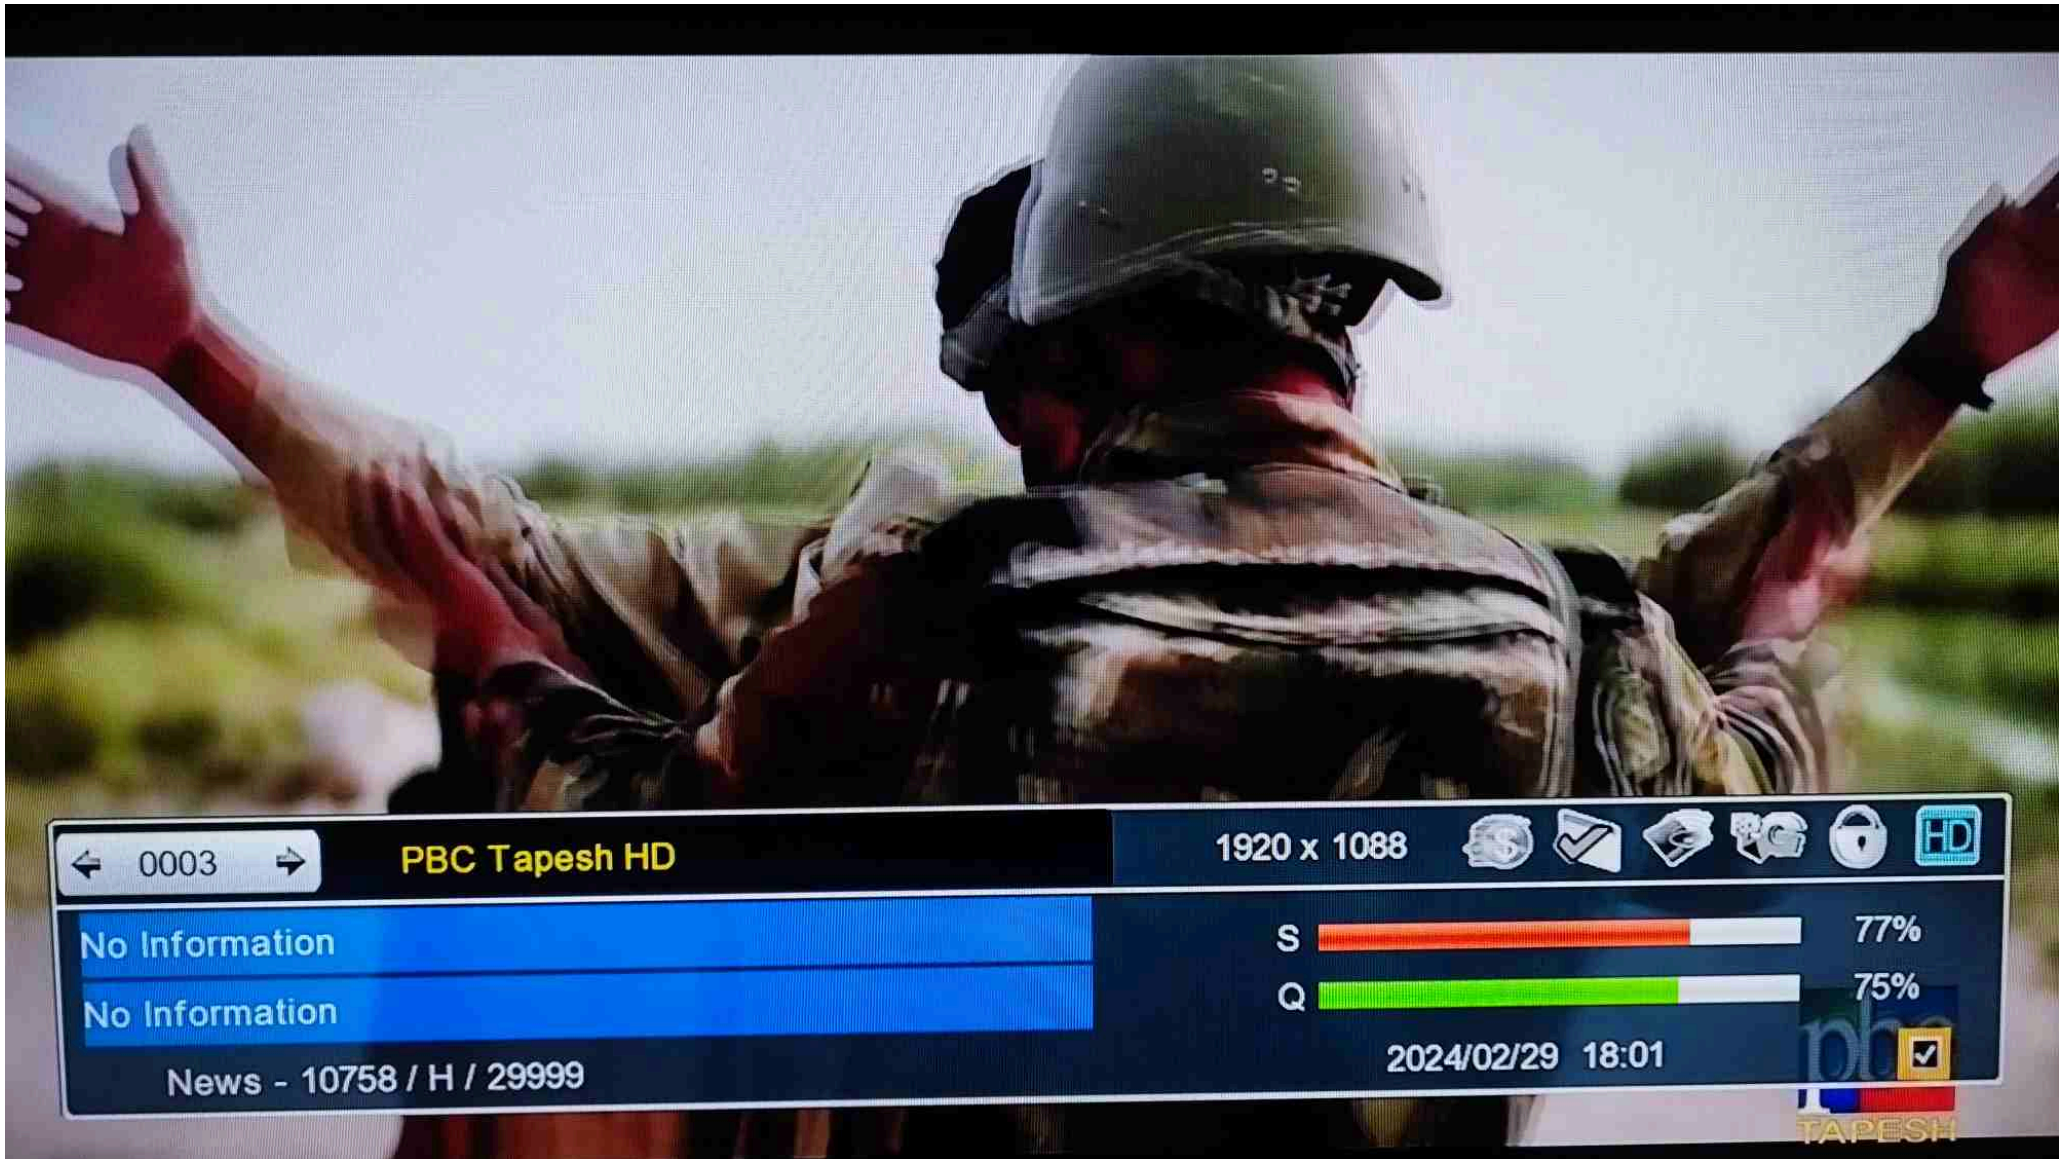 0003
PBC Tapesh HD
1920 x 1088
HD
No Information
No Information
S 77%
Q 75%
News - 10758 / H / 29999
2024/02/29 18:01
pbc
TAPESH